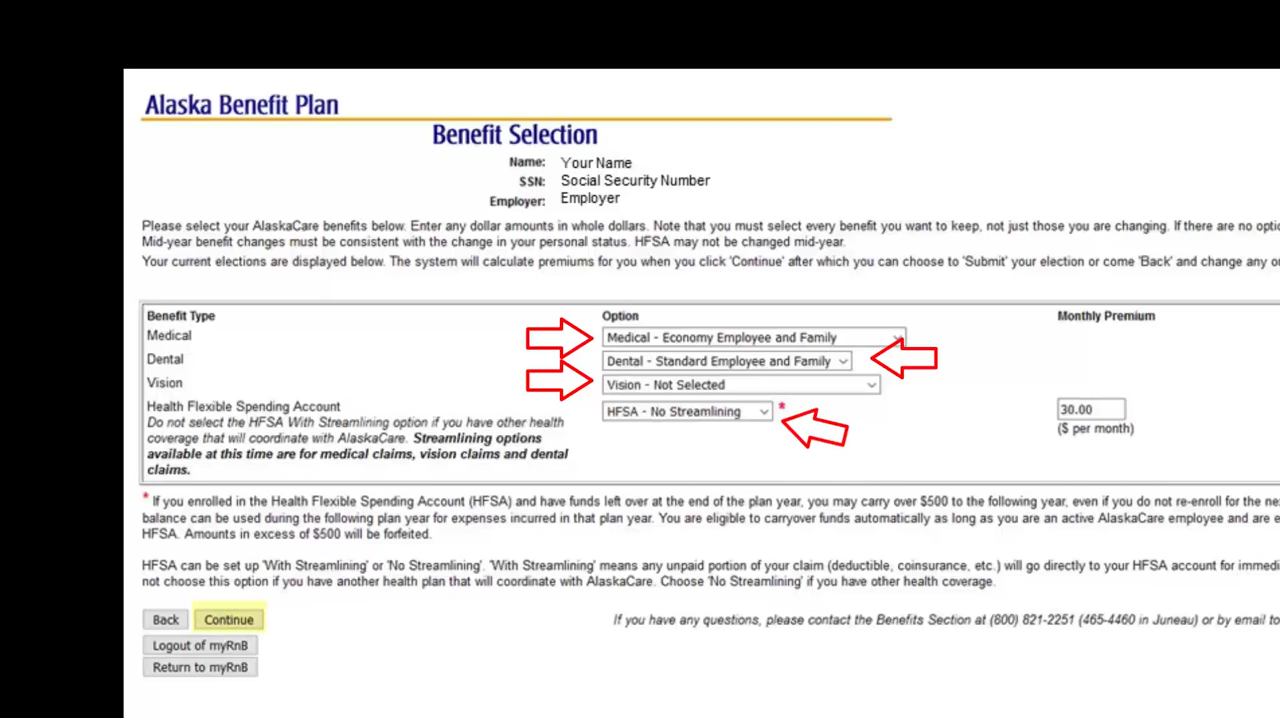 Alaska Benefit Plan
Benefit Selection
Name: Your Name
SSN: Social Security Number
Employer: Employer
Please select your AlaskaCare benefits below. Enter any dollar amounts in whole dollars. Note that you must select every benefit you want to keep, not just those you are changing. If there are no
Mid-year benefit changes must be consistent with the change in your personal status. HFSA may not be changed mid-year.
Your current elections are displayed below. The system will calculate premiums for you when you click 'Continue' after which you can choose to 'Submit' your election or come 'Back' and change any
Benefit Type Option Monthly Premium
Medical Medical - Economy Employee and Family
Dental Dental - Standard Employee and Family
Vision Vision - Not Selected
Health Flexible Spending Account HFSA - No Streamlining * 30.00
Do not select the HFSA With Streamlining option if you have other health ($ per month)
coverage that will coordinate with AlaskaCare. Streamlining options
available at this time are for medical claims, vision claims and dental
claims.
* If you enrolled in the Health Flexible Spending Account (HFSA) and have funds left over at the end of the plan year, you may carry over $500 to the following year, even if you do not re-enroll for the
balance can be used during the following plan year for expenses incurred in that plan year. You are eligible to carryover funds automatically as long as you are an active AlaskaCare employee and are
HFSA. Amounts in excess of $500 will be forfeited.
HFSA can be set up 'With Streamlining' or 'No Streamlining'. 'With Streamlining' means any unpaid portion of your claim (deductible, coinsurance, etc.) will go directly to your HFSA account for
not choose this option if you have another health plan that will coordinate with AlaskaCare. Choose 'No Streamlining' if you have other health coverage.
Back Continue If you have any questions, please contact the Benefits Section at (800) 821-2251 (465-4460 in Juneau) or by email to
Logout of myRnB
Return to myRnB